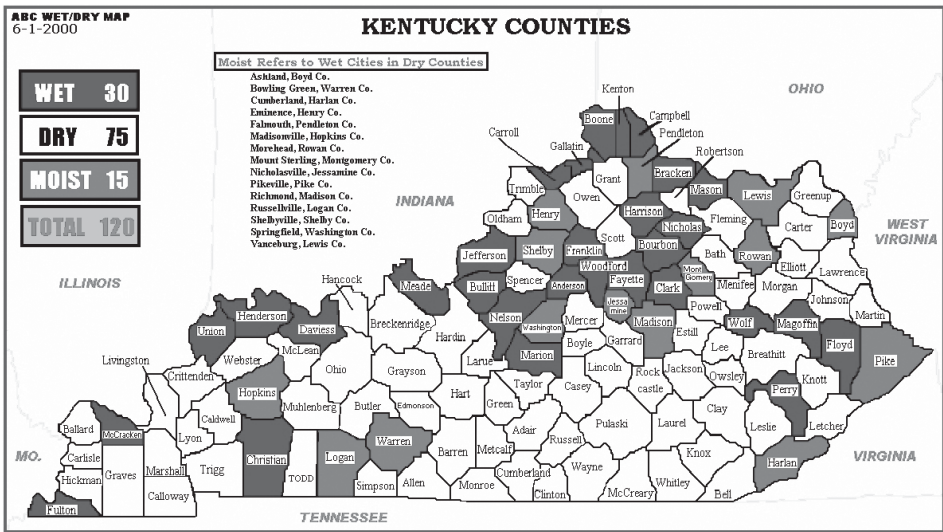 ABC WET/DRY MAP
6-1-2000
KENTUCKY COUNTIES
WET 30
DRY 75
MOIST 15
TOTAL 120
Moist Refers to Wet Cities in Dry Counties
Ashland, Boyd Co.
Bowling Green, Warren Co.
Cumberland, Harlan Co.
Eminence, Henry Co.
Falmouth, Pendleton Co.
Madisonville, Hopkins Co.
Morehead, Rowan Co.
Mount Sterling, Montgomery Co.
Nicholasville, Jessamine Co.
Pikeville, Pike Co.
Richmond, Madison Co.
Russellville, Logan Co.
Shelbyville, Shelby Co.
Springfield, Washington Co.
Vanceburg, Lewis Co.
OHIO
INDIANA
ILLINOIS
WEST
VIRGINIA
VIRGINIA
TENNESSEE
MO.
Kenton
Boone
Campbell
Pendleton
Carroll
Gallatin
Robertson
Grant
Bracken
Trimble
Owen
Mason
Lewis
Greenup
Henry
Harrison
Oldham
Fleming
Boyd
Nicholas
Carter
Scott
Jefferson
Shelby
Franklin
Bourbon
Rowan
Bath
Elliott
Lawrence
Woodford
Mont
Gomery
Bullitt
Spencer
Anderson
Fayette
Clark
Menifee
Morgan
Hancock
Meade
Jessa
mine
Powell
Johnson
Martin
Henderson
Union
Daviess
Breckenridge
Nelson
Washington
Mercer
Madison
Estill
Wolf
Magoffin
Floyd
Hardin
Boyle
Garrard
Lee
Breathitt
Pike
Webster
McLean
Larue
Marion
Livingston
Crittenden
Ohio
Grayson
Lincoln
Rock
castle
Jackson
Owsley
Perry
Knott
Hopkins
Muhlenberg
Butler
Edmonson
Hart
Taylor
Green
Casey
Clay
Leslie
Letcher
Ballard
McCracken
Caldwell
Lyon
Adair
Pulaski
Laurel
Warren
Barren
Metcalf
Russell
Carlisle
Hickman
Graves
Marshall
Trigg
Christian
TODD
Logan
Knox
Harlan
Simpson
Allen
Monroe
Cumberland
Clinton
Wayne
McCreary
Whitley
Bell
Calloway
Fulton